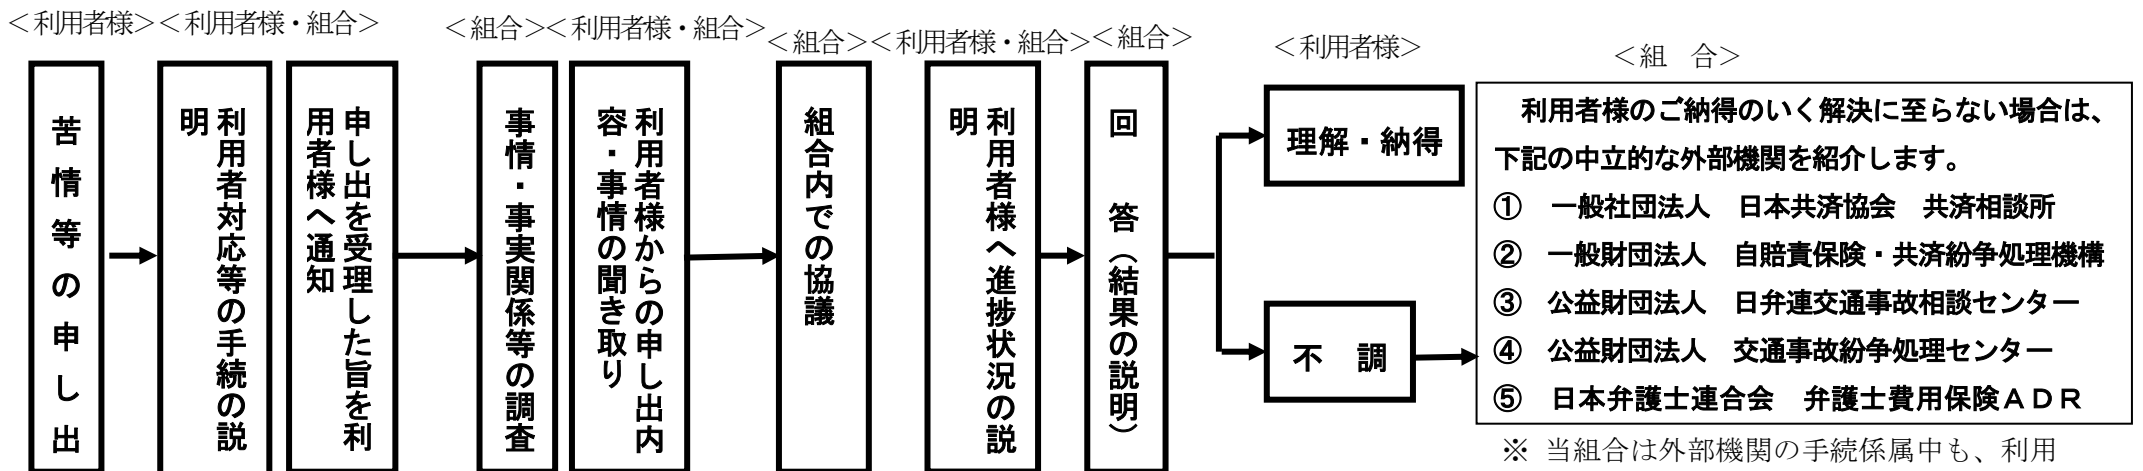 ＜利用者様＞
＜利用者様・組合＞
＜組合＞
＜利用者様・組合＞
＜組合＞
＜利用者様・組合＞
＜組合＞
＜利用者様＞
＜組　合＞
苦情等の申し出
利用者対応等の手続の説
明
申し出を受理した旨を利
用者様へ通知
事情・事実関係等の調査
利用者様からの申し出内
容・事情の聞き取り
組合内での協議
利用者様へ進捗状況の説
明
回　答（結果の説明）
理解・納得
不　調
利用者様のご納得のいく解決に至らない場合は、
下記の中立的な外部機関を紹介します。
①　一般社団法人　日本共済協会　共済相談所
②　一般財団法人　自賠責保険・共済紛争処理機構
③　公益財団法人　日弁連交通事故相談センター
④　公益財団法人　交通事故紛争処理センター
⑤　日本弁護士連合会　弁護士費用保険ＡＤＲ
※ 当組合は外部機関の手続係属中も、利用